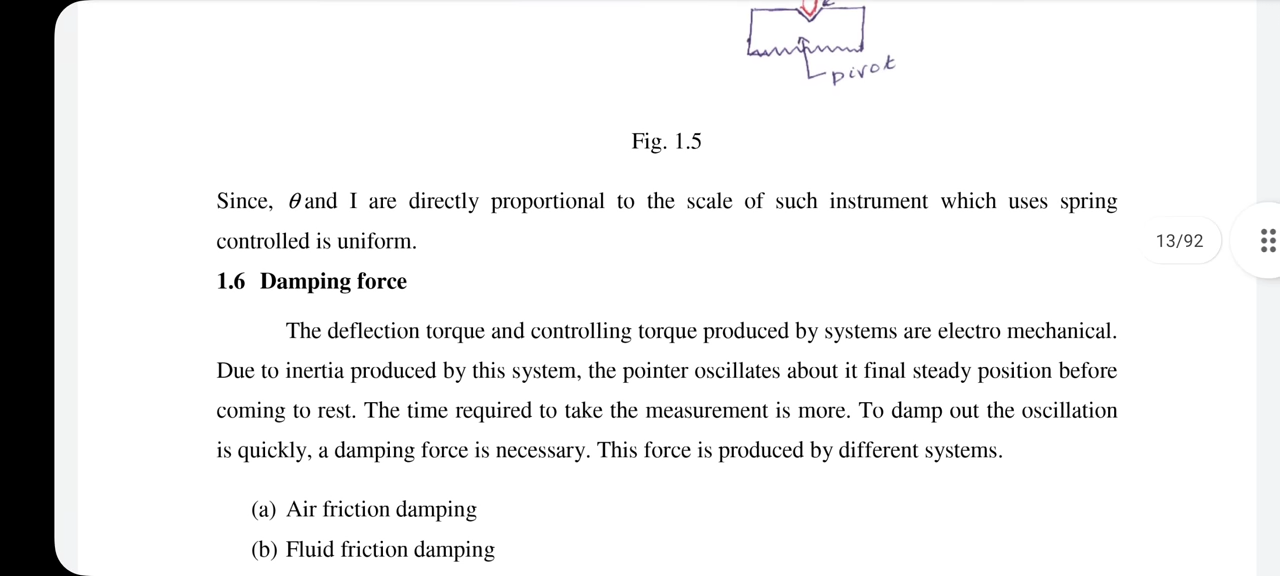 pivot
Fig. 1.5
Since, θ and I are directly proportional to the scale of such instrument which uses spring
controlled is uniform.
13/92
1.6 Damping force
The deflection torque and controlling torque produced by systems are electro mechanical.
Due to inertia produced by this system, the pointer oscillates about it final steady position before
coming to rest. The time required to take the measurement is more. To damp out the oscillation
is quickly, a damping force is necessary. This force is produced by different systems.
(a) Air friction damping
(b) Fluid friction damping